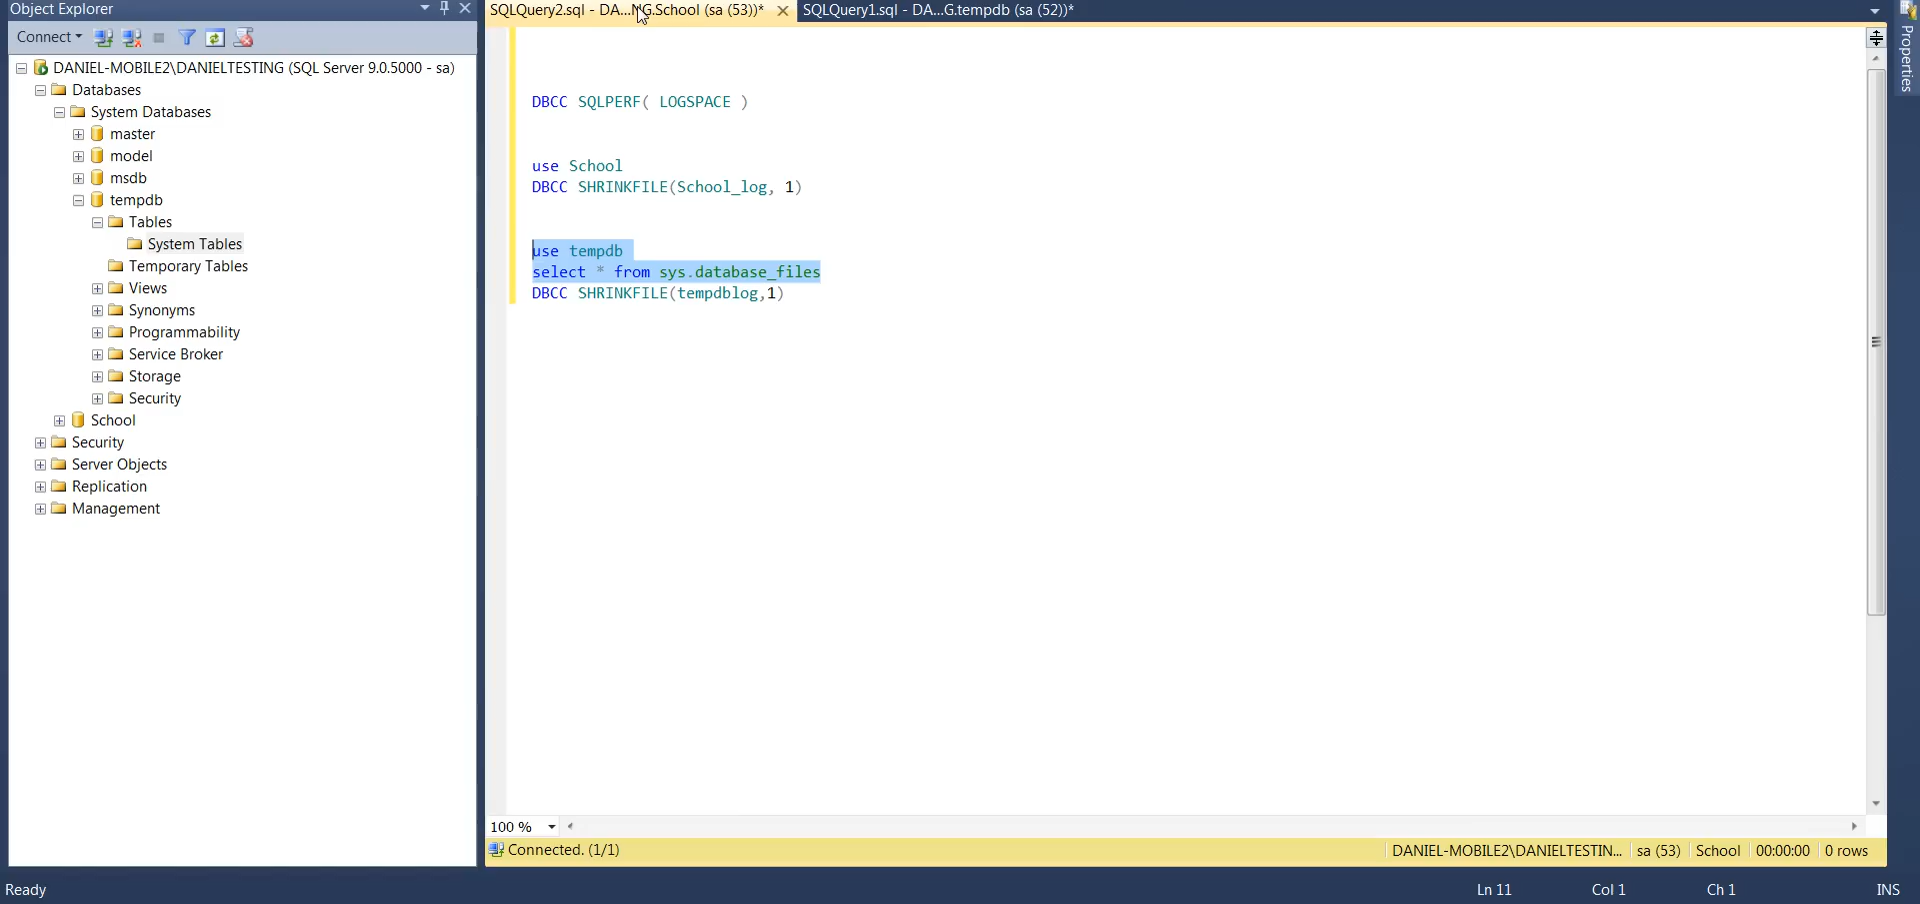 Object Explorer
Connect
DANIEL-MOBILE2\DANIELTESTING (SQL Server 9.0.5000 - sa)
Databases
System Databases
master
model
msdb
tempdb
Tables
System Tables
Temporary Tables
Views
Synonyms
Programmability
Service Broker
Storage
Security
School
Security
Server Objects
Replication
Management
SQLQuery2.sql - DA...NG.School (sa (53))*
SQLQuery1.sql - DA...G.tempdb (sa (52))*
DBCC SQLPERF( LOGSPACE )
use School
DBCC SHRINKFILE(School_log, 1)
use tempdb
select * from sys.database_files
DBCC SHRINKFILE(tempdblog,1)
100 %
Connected. (1/1)
DANIEL-MOBILE2\DANIELTESTIN...
sa (53)
School
00:00:00
0 rows
Properties
Ready
Ln 11
Col 1
Ch 1
INS